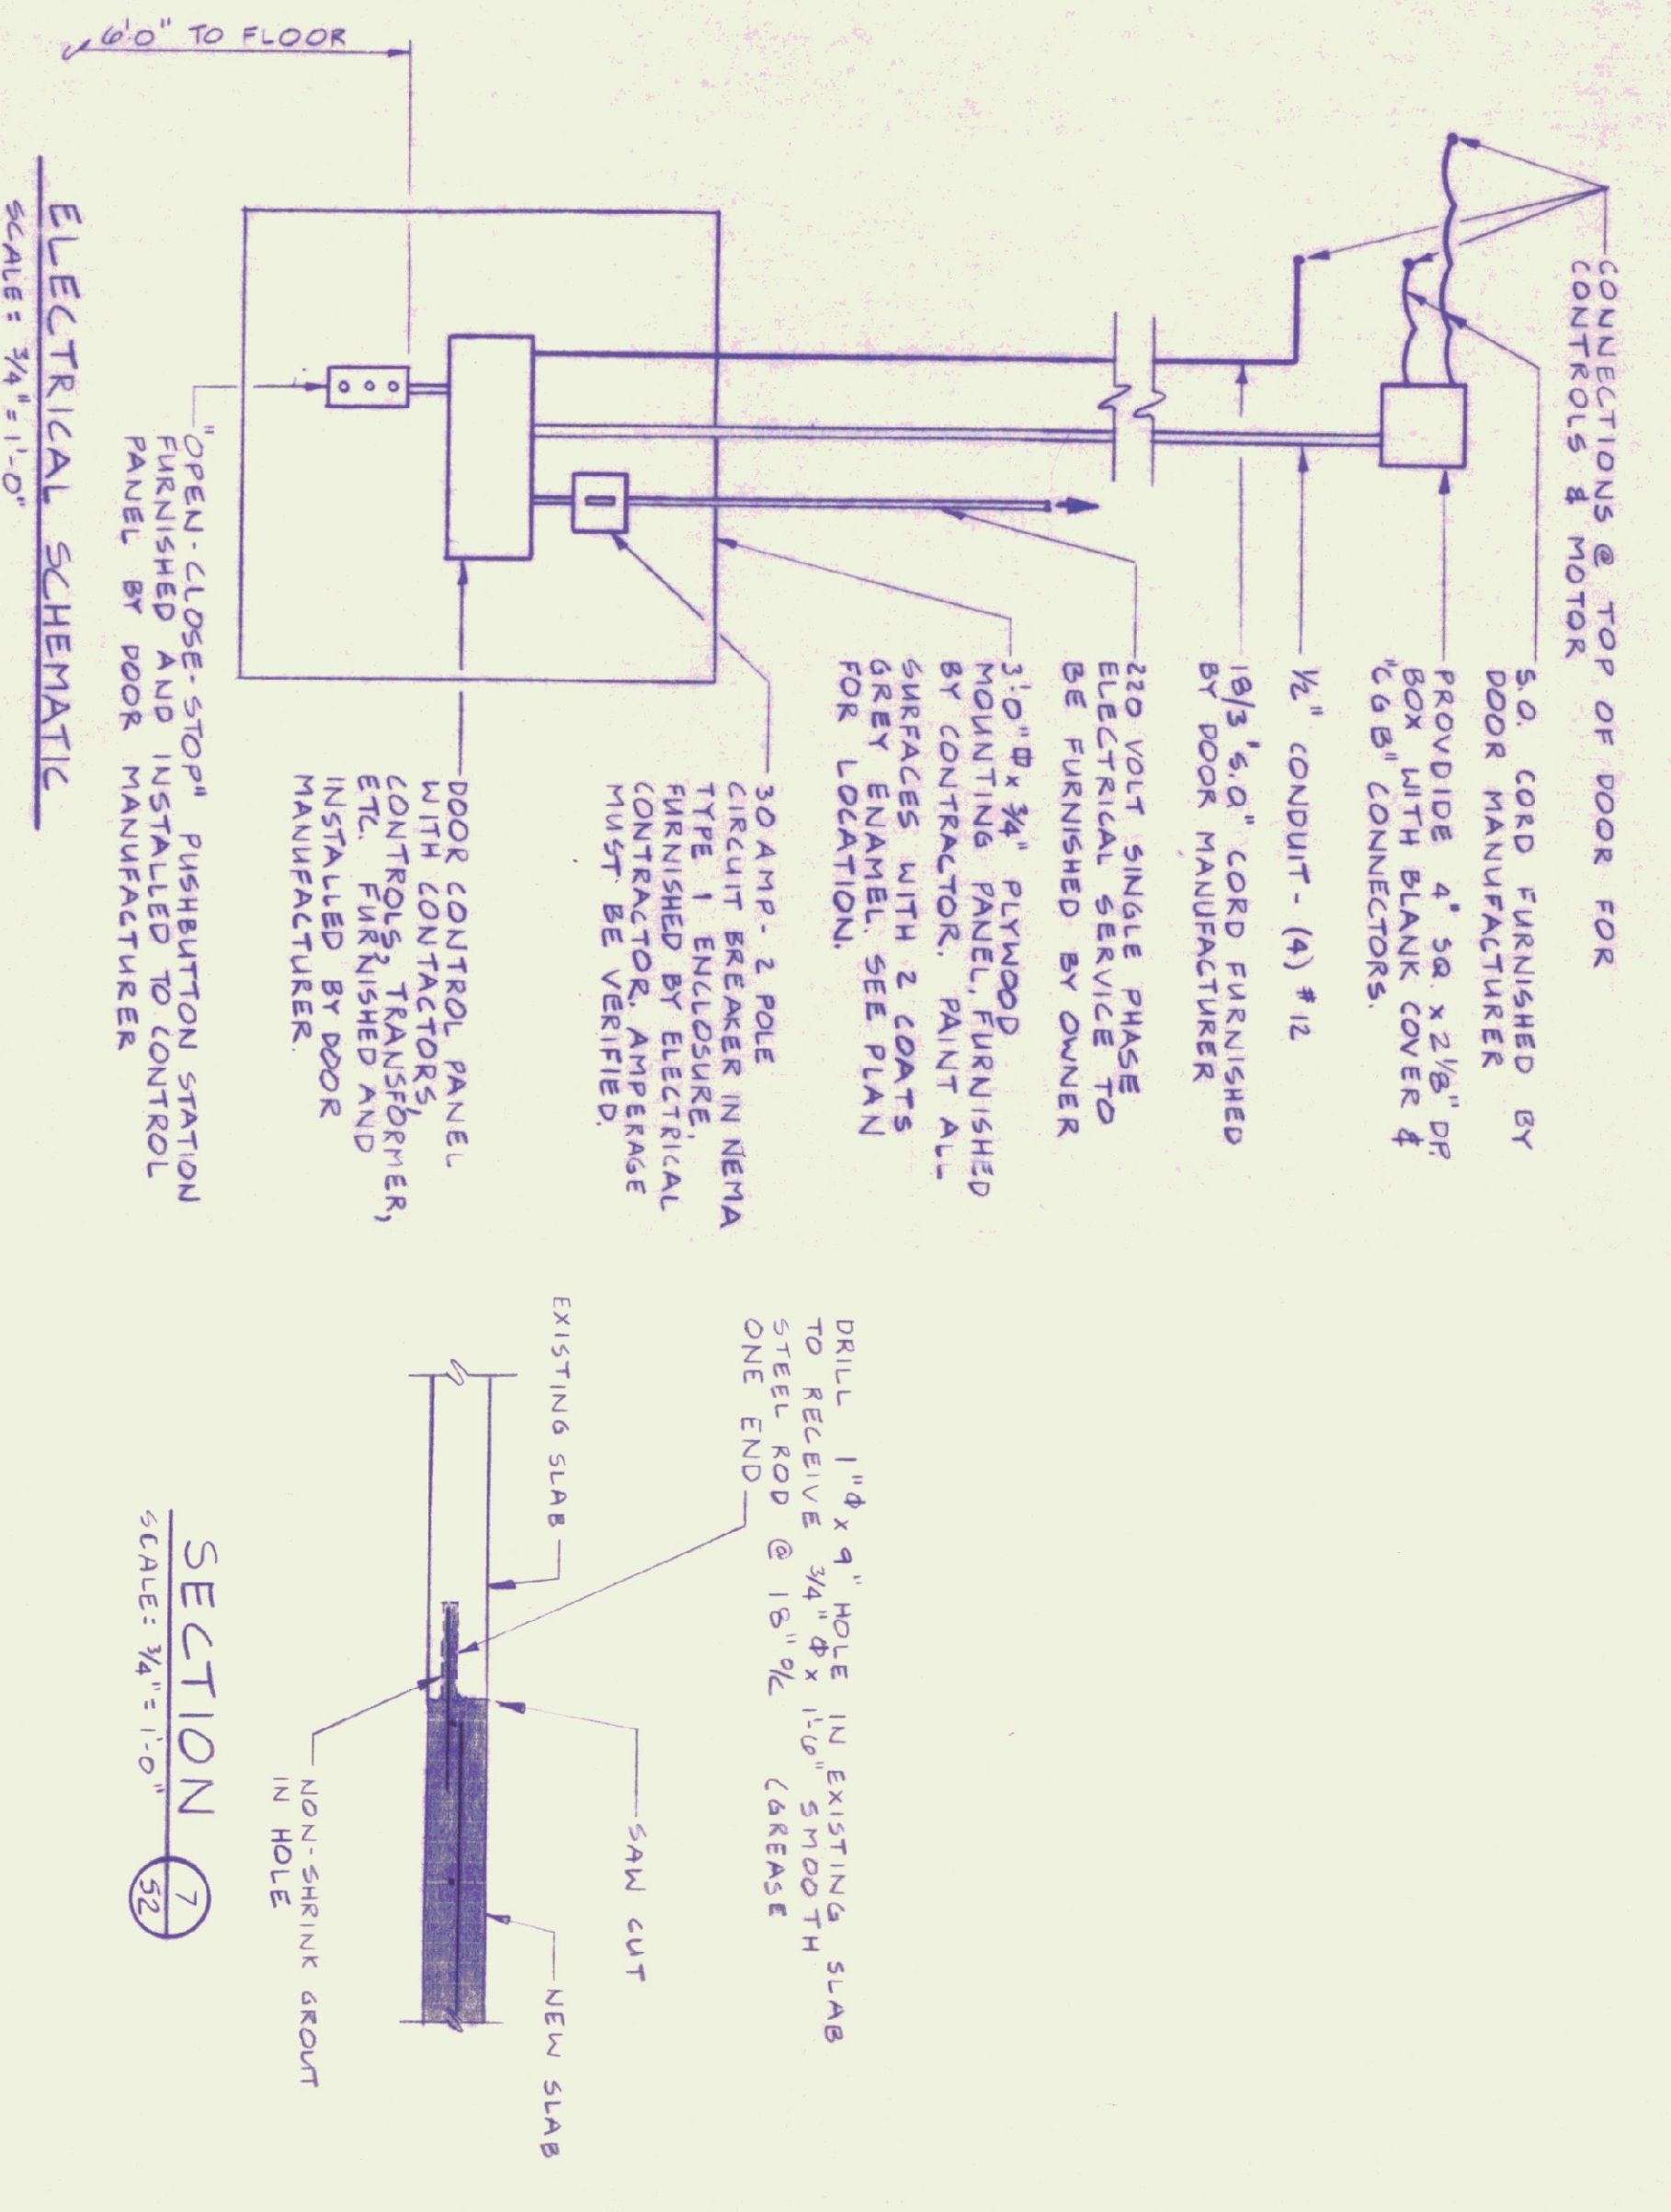 CONNECTIONS @ TOP OF DOOR FOR
CONTROLS & MOTOR
S.O. CORD FURNISHED BY
DOOR MANUFACTURER
PROVDIDE 4" SQ. x 2 1/8" DP.
BOX WITH BLANK COVER &
"CGB" CONNECTORS.
1/2" CONDUIT - (4) #12
18/3 "S.O." CORD FURNISHED
BY DOOR MANUFACTURER
220 VOLT SINGLE PHASE
ELECTRICAL SERVICE TO
BE FURNISHED BY OWNER
3'-0" x 3/4" PLYWOOD
MOUNTING PANEL, FURNISHED
BY CONTRACTOR. PAINT ALL
SURFACES WITH 2 COATS
GREY ENAMEL. SEE PLAN
FOR LOCATION.
30 AMP - 2 POLE
CIRCUIT BREAKER IN NEMA
TYPE 1 ENCLOSURE.
FURNISHED BY ELECTRICAL
CONTRACTOR. AMPERAGE
MUST BE VERIFIED.
DOOR CONTROL PANEL
WITH CONTACTORS,
CONTROLS, TRANSFORMER,
ETC. FURNISHED AND
INSTALLED BY DOOR
MANUFACTURER.
"OPEN-CLOSE-STOP" PUSHBUTTON STATION
FURNISHED AND INSTALLED TO CONTROL
PANEL BY DOOR MANUFACTURER
6'-0" TO FLOOR
ELECTRICAL SCHEMATIC
SCALE: 3/4" = 1'-0"
DRILL 1"Φ x 9" HOLE IN EXISTING SLAB
TO RECEIVE 3/4"Φ x 1'-6" SMOOTH
STEEL ROD @ 18" O/C (GREASE
ONE END
EXISTING SLAB
SAW CUT
NEW SLAB
NON-SHRINK GROUT
IN HOLE
SECTION
SCALE: 3/4" = 1'-0"
7
S2